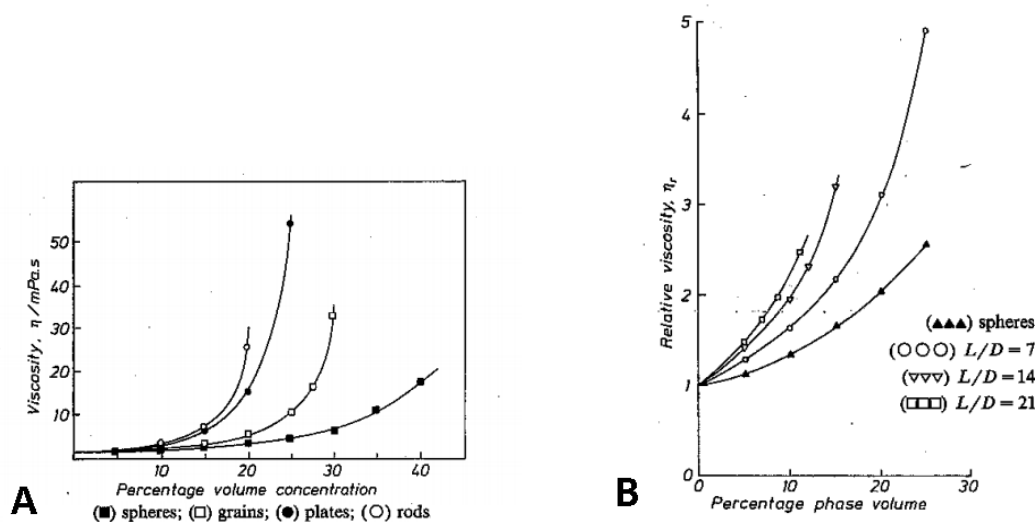 Viscosity, η /mPa.s
50
40
30
20
10
10
20
30
40
Percentage volume concentration
(■) spheres; (□) grains; (●) plates; (○) rods
A
Relative viscosity, ηr
5
4
3
2
1
0
10
20
30
Percentage phase volume
(▲▲▲) spheres
(○○○) L/D = 7
(▽▽▽) L/D = 14
(□□□) L/D = 21
B